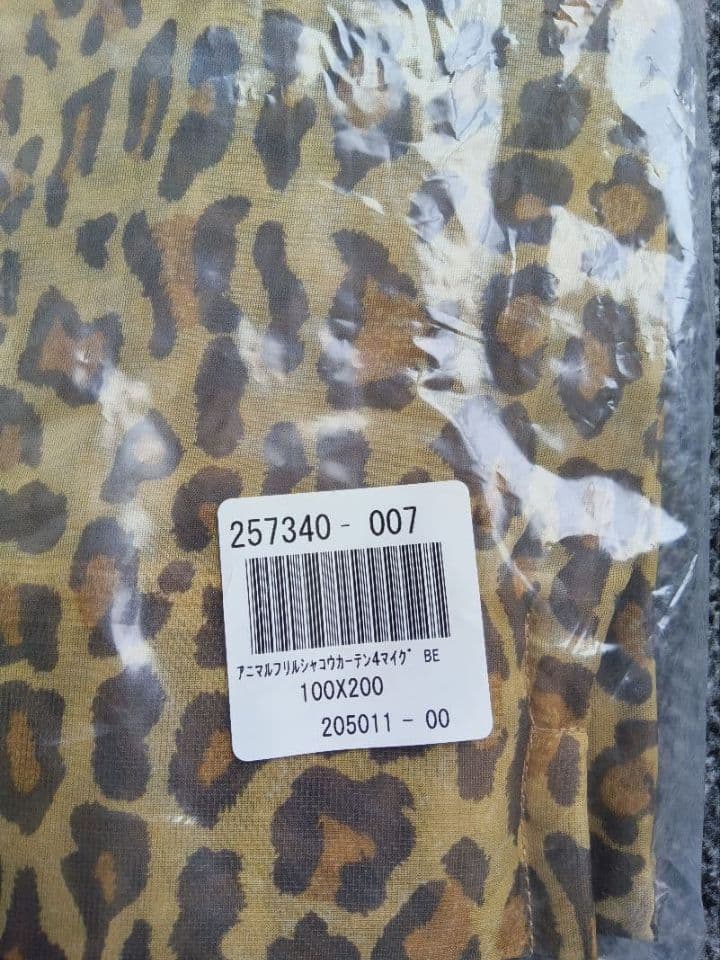 257340 - 007
ｱﾆﾏﾙﾌﾘﾙｼｬｺｳｶｰﾃﾝ4ﾏｲｸﾞ BE
100X200
205011 - 00